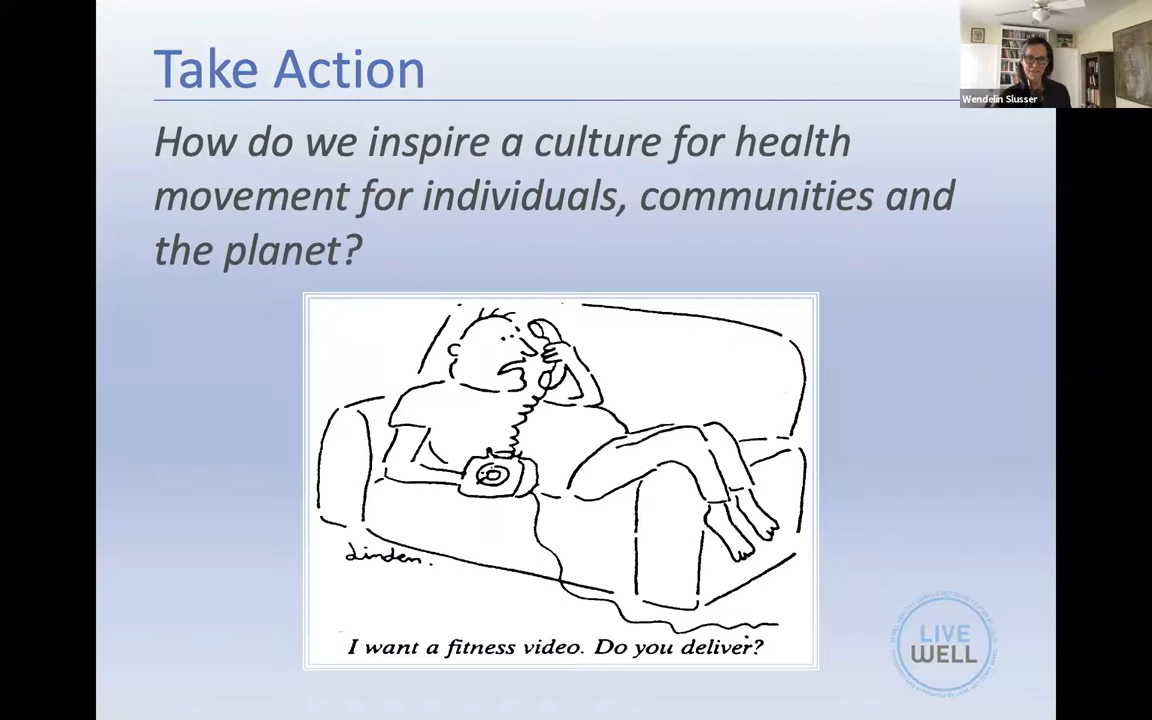 Take Action
Wendelin Slusser
How do we inspire a culture for health
movement for individuals, communities and
the planet?
Linden.
I want a fitness video. Do you deliver?
LIVE
WELL